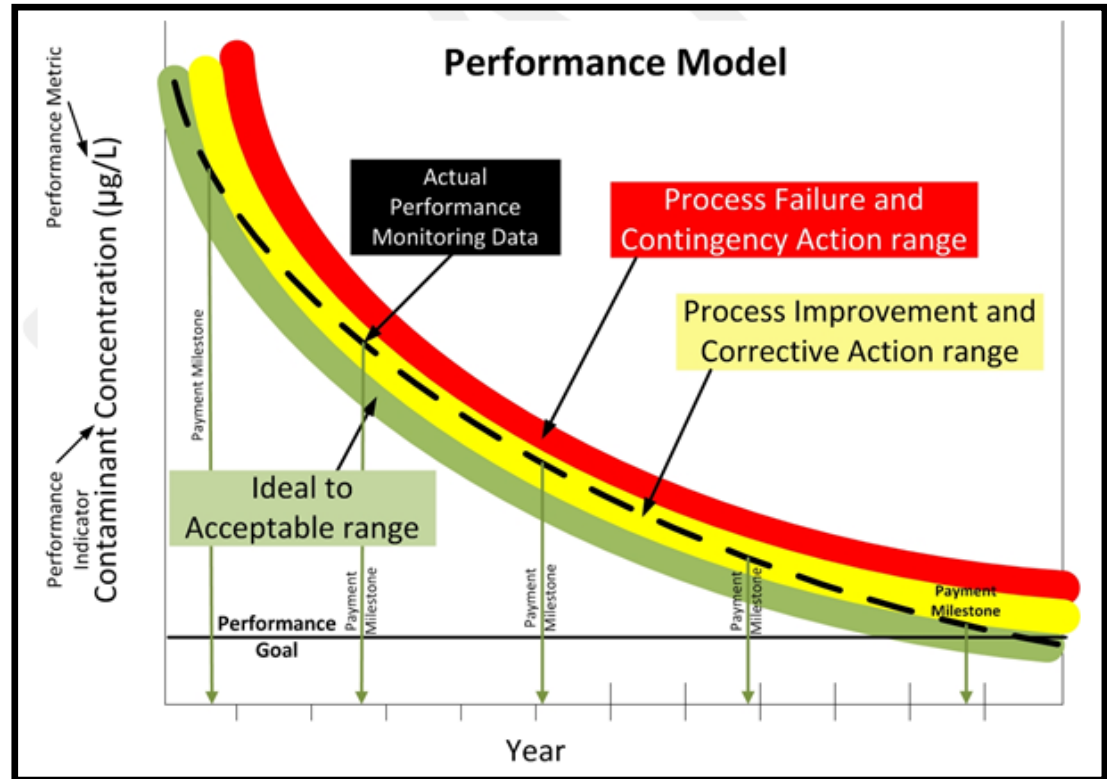 Performance Model
Performance Metric
Contaminant Concentration (µg/L)
Performance
Indicator
Actual
Performance
Monitoring Data
Process Failure and
Contingency Action range
Process Improvement and
Corrective Action range
Ideal to
Acceptable range
Payment Milestone
Payment
Milestone
Payment
Milestone
Payment
Milestone
Payment
Milestone
Performance
Goal
Year